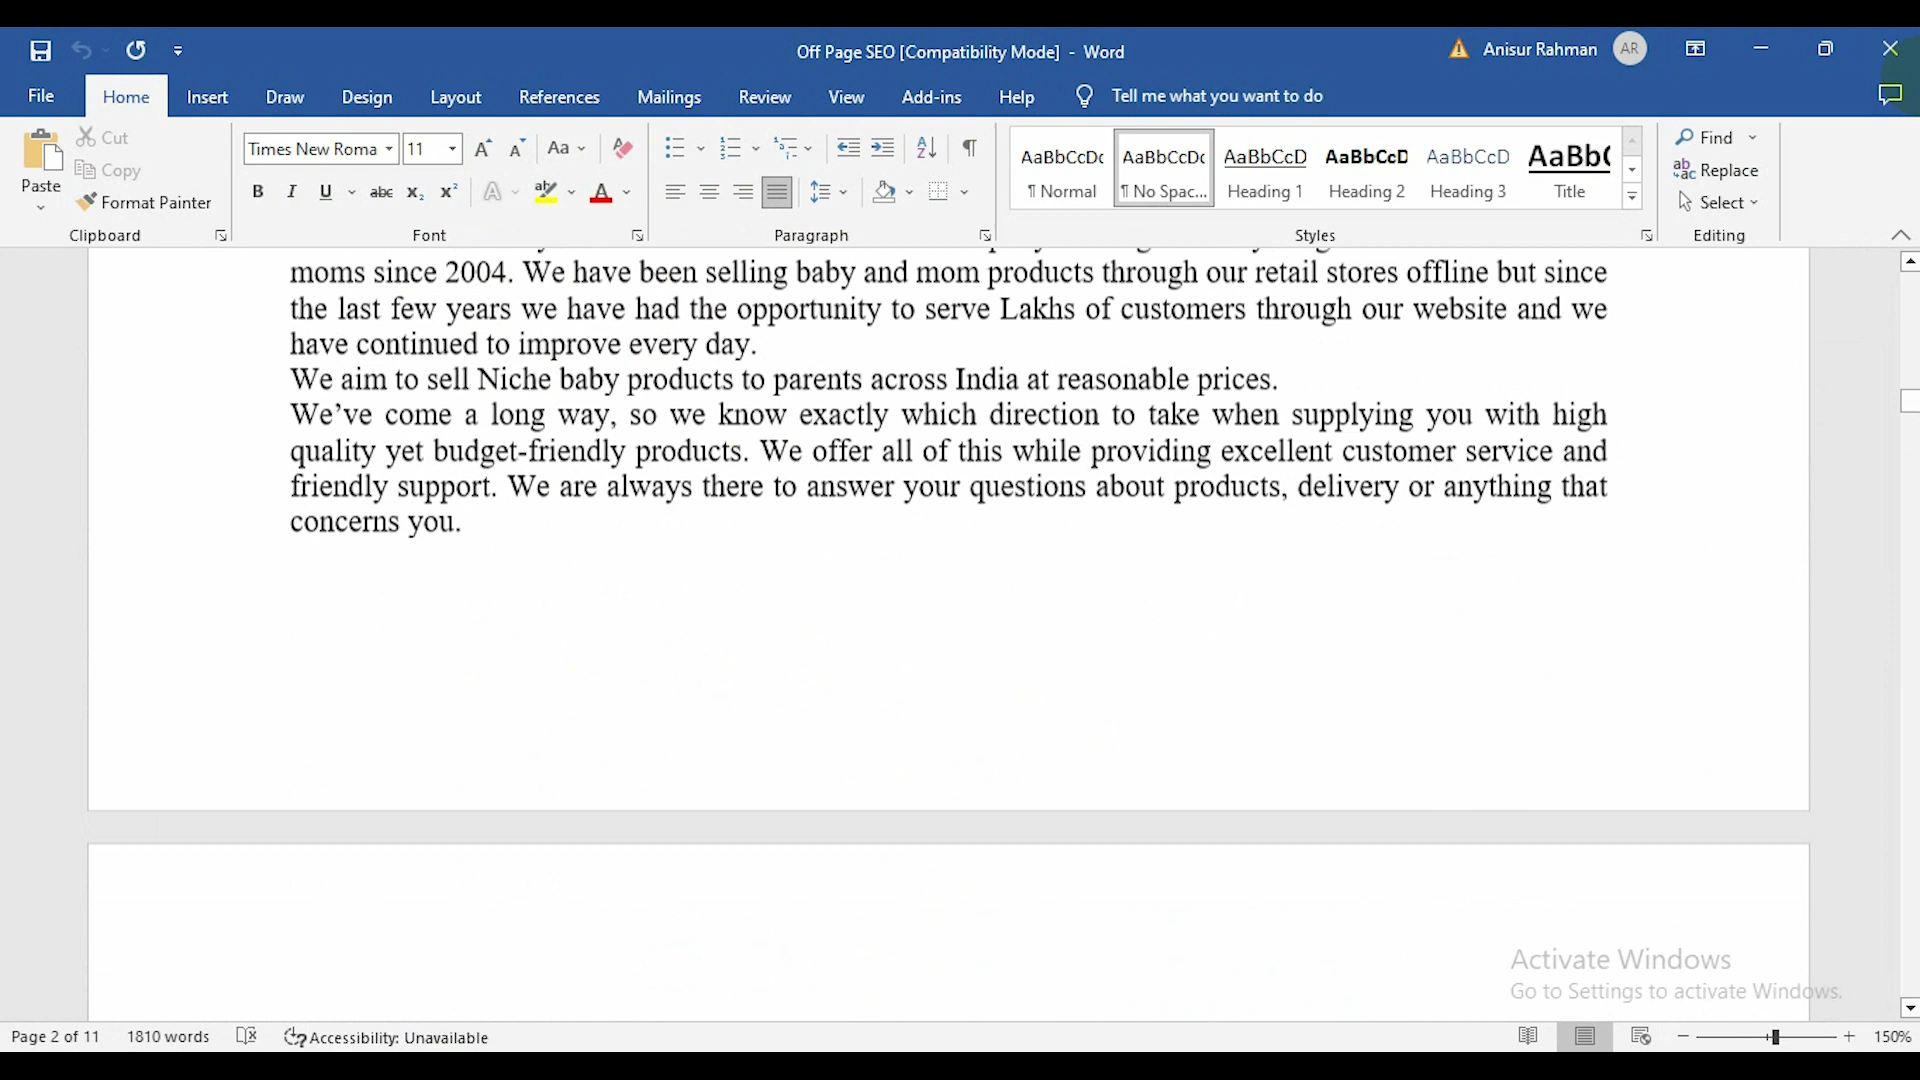 Off Page SEO [Compatibility Mode] - Word
Anisur Rahman
AR
File
Home
Insert
Draw
Design
Layout
References
Mailings
Review
View
Add-ins
Help
Tell me what you want to do
Paste
Cut
Copy
Format Painter
Clipboard
Times New Roma
11
Aa
B I U abc x₂ x² A ab A
Font
A Z ¶
Paragraph
AaBbCcDc
¶ Normal
AaBbCcDc
¶ No Spac...
AaBbCcD
Heading 1
AaBbCcD
Heading 2
AaBbCcD
Heading 3
AaBb(
Title
Styles
Find
Replace
Select
Editing
moms since 2004. We have been selling baby and mom products through our retail stores offline but since
the last few years we have had the opportunity to serve Lakhs of customers through our website and we
have continued to improve every day.
We aim to sell Niche baby products to parents across India at reasonable prices.
We’ve come a long way, so we know exactly which direction to take when supplying you with high
quality yet budget-friendly products. We offer all of this while providing excellent customer service and
friendly support. We are always there to answer your questions about products, delivery or anything that
concerns you.
Activate Windows
Go to Settings to activate Windows.
Page 2 of 11
1810 words
Accessibility: Unavailable
150%